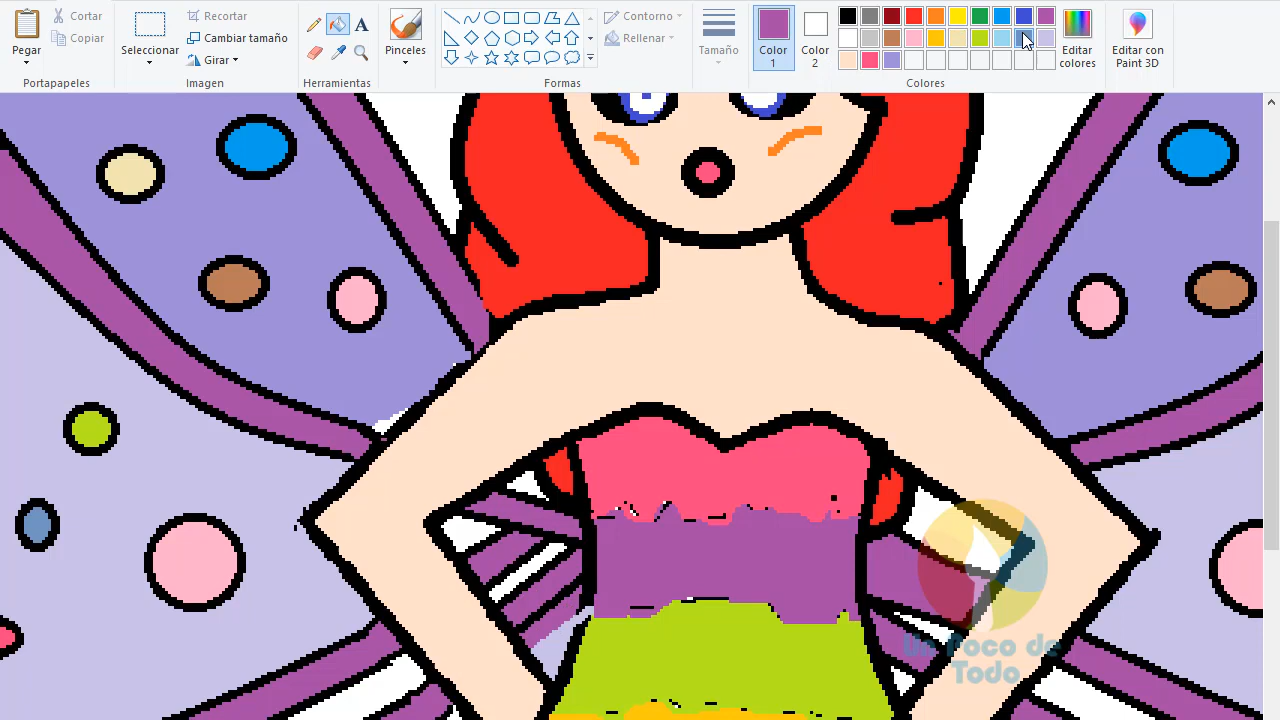 Pegar
Cortar
Copiar
Portapapeles
Seleccionar
Recortar
Cambiar tamaño
Girar
Imagen
A
Herramientas
Pinceles
Contorno
Rellenar
Formas
Tamaño
Color 1
Color 2
Colores
Editar colores
Editar con Paint 3D
Un Poco de
Todo